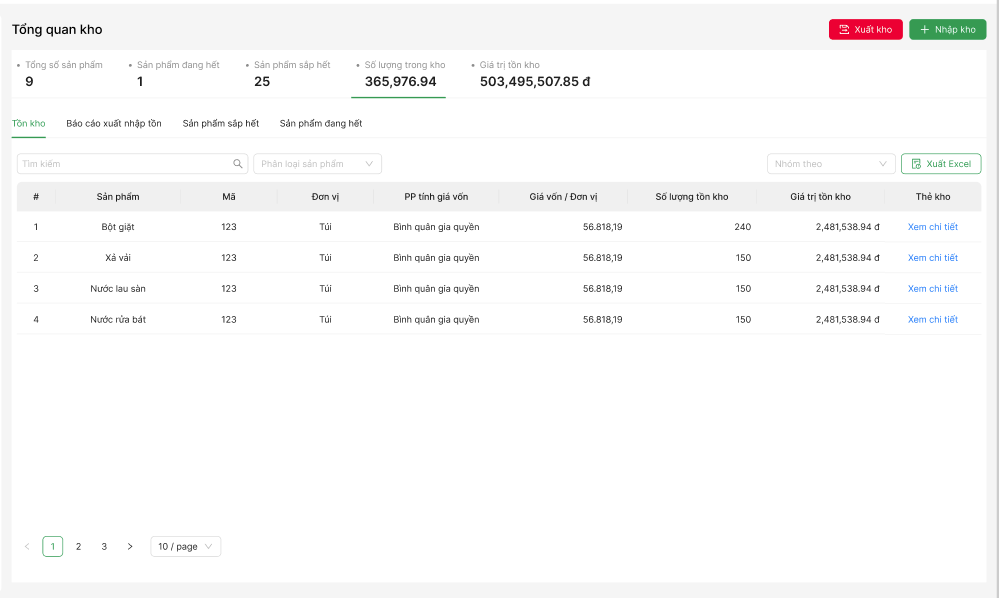 Tổng quan kho
Xuất kho
Nhập kho
Tổng số sản phẩm
9
Sản phẩm đang hết
1
Sản phẩm sắp hết
25
Số lượng trong kho
365,976.94
Giá trị tồn kho
503,495,507.85 đ
Tồn kho Báo cáo xuất nhập tồn Sản phẩm sắp hết Sản phẩm đang hết
Tìm kiếm Phân loại sản phẩm Nhóm theo Xuất Excel
# Sản phẩm Mã Đơn vị PP tính giá vốn Giá vốn / Đơn vị Số lượng tồn kho Giá trị tồn kho Thẻ kho
1 Bột giặt 123 Túi Bình quân gia quyền 56.818,19 240 2,481,538.94 đ Xem chi tiết
2 Xả vải 123 Túi Bình quân gia quyền 56.818,19 150 2,481,538.94 đ Xem chi tiết
3 Nước lau sàn 123 Túi Bình quân gia quyền 56.818,19 150 2,481,538.94 đ Xem chi tiết
4 Nước rửa bát 123 Túi Bình quân gia quyền 56.818,19 150 2,481,538.94 đ Xem chi tiết
< 1 2 3 > 10 / page